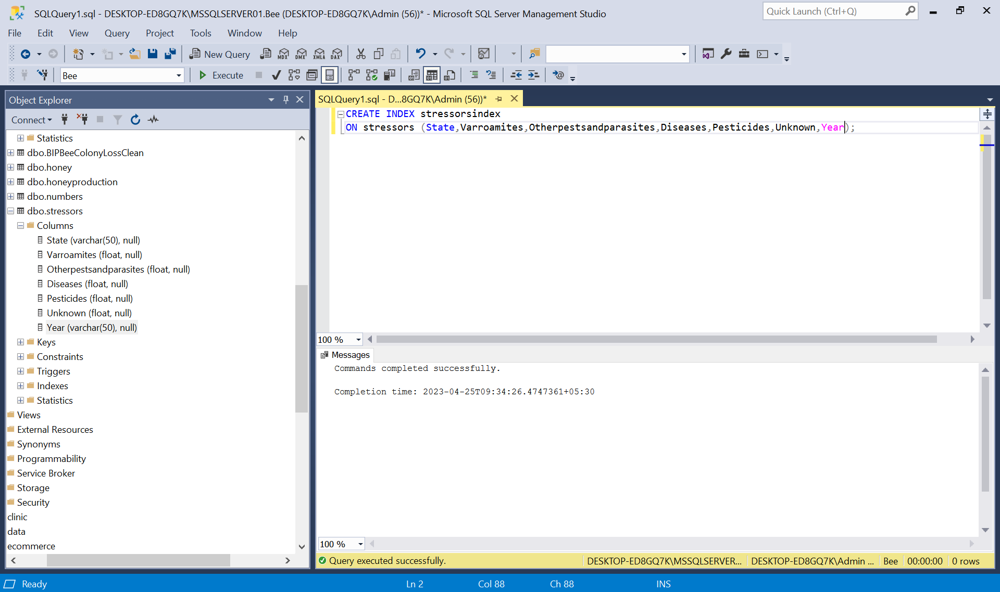 SQLQuery1.sql - DESKTOP-ED8GQ7K\MSSQLSERVER01.Bee (DESKTOP-ED8GQ7K\Admin (56))* - Microsoft SQL Server Management Studio
Quick Launch (Ctrl+Q)
File Edit View Query Project Tools Window Help
New Query MDX DMX XMLA DAX
Bee Execute
Object Explorer
Connect
Statistics
dbo.BIPBeeColonyLossClean
dbo.honey
dbo.honeyproduction
dbo.numbers
dbo.stressors
Columns
State (varchar(50), null)
Varroamites (float, null)
Otherpestsandparasites (float, null)
Diseases (float, null)
Pesticides (float, null)
Unknown (float, null)
Year (varchar(50), null)
Keys
Constraints
Triggers
Indexes
Statistics
Views
External Resources
Synonyms
Programmability
Service Broker
Storage
Security
clinic
data
ecommerce
SQLQuery1.sql - D...8GQ7K\Admin (56))*
CREATE INDEX stressorsindex
ON stressors (State,Varroamites,Otherpestsandparasites,Diseases,Pesticides,Unknown,Year);
100 %
Messages
Commands completed successfully.
Completion time: 2023-04-25T09:34:26.4747361+05:30
100 %
Query executed successfully. DESKTOP-ED8GQ7K\MSSQLSERVER... DESKTOP-ED8GQ7K\Admin ... Bee 00:00:00 0 rows
Ready Ln 2 Col 88 Ch 88 INS